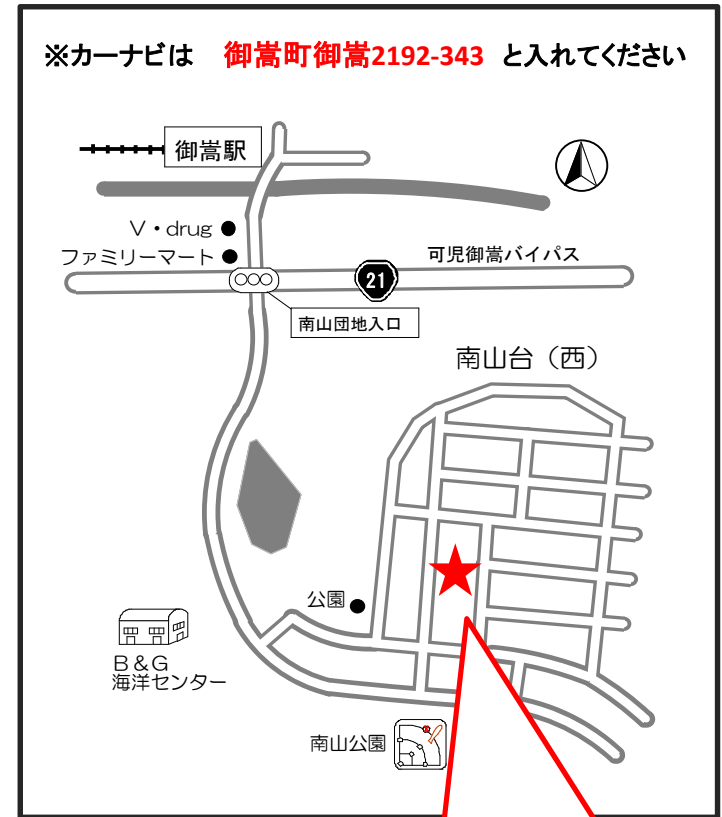 ※カーナビは 御嵩町御嵩2192-343 と入れてください
御嵩駅
V・drug
ファミリーマート
可児御嵩バイパス
21
南山団地入口
南山台（西）
公園
B&G
海洋センター
南山公園